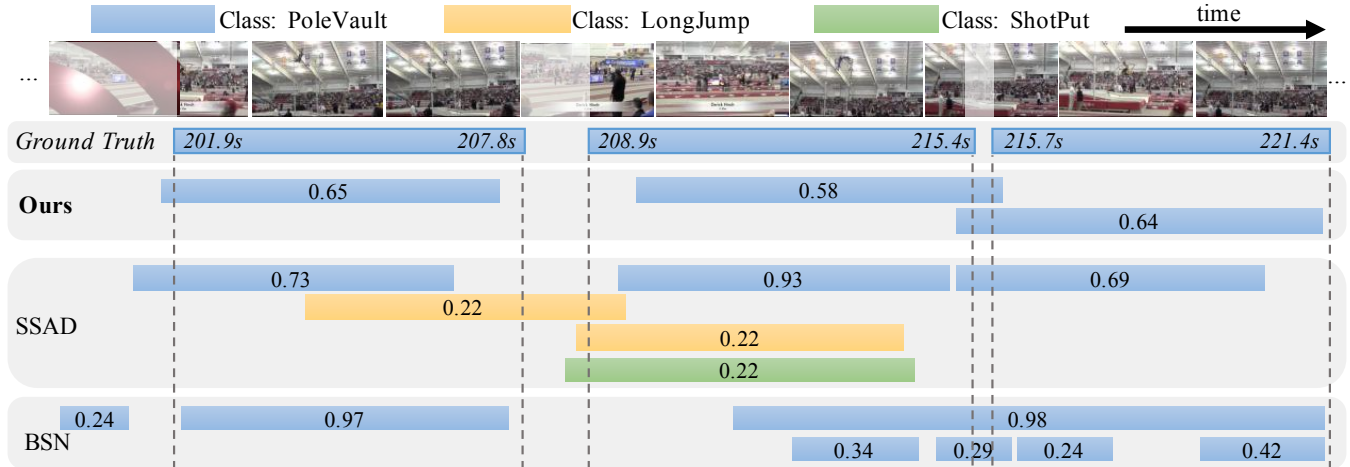 Class: PoleVault Class: LongJump Class: ShotPut time
... ...
Ground Truth 201.9s 207.8s 208.9s 215.4s 215.7s 221.4s
Ours 0.65 0.58
0.64
SSAD 0.73 0.93 0.69
0.22
0.22
0.22
BSN 0.24 0.97 0.98
0.34 0.29 0.24 0.42